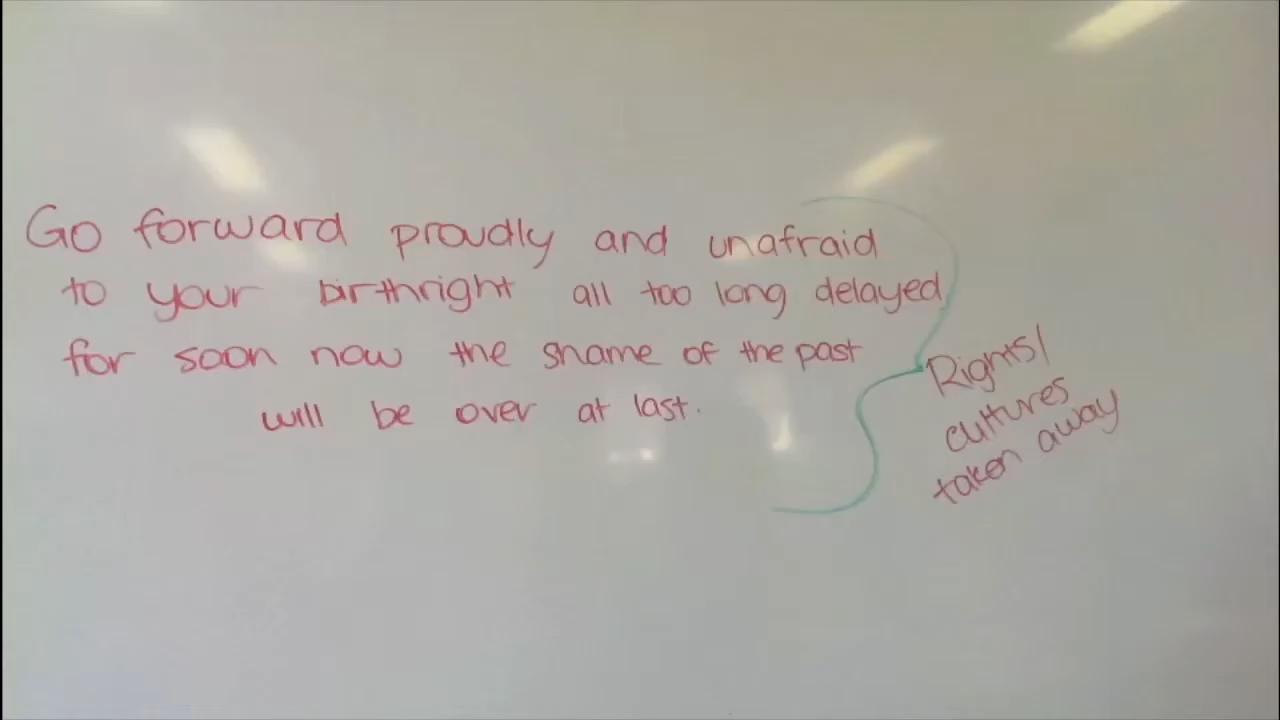 Go forward proudly and unafraid
to your birthright all too long delayed
for soon now the shame of the past
will be over at last.
Rights/
cultures
taken away